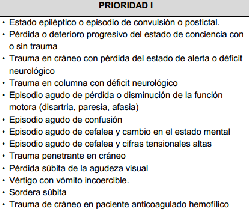 PRIORIDAD I
• Estado epiléptico o episodio de convulsión o postictal.
• Pérdida o deterioro progresivo del estado de conciencia con
o sin trauma
• Trauma en cráneo con pérdida del estado de alerta o déficit
neurológico
• Trauma en columna con déficit neurológico
• Episodio agudo de pérdida o disminución de la función
motora (disartria, paresia, afasia)
• Episodio agudo de confusión
• Episodio agudo de cefalea y cambio en el estado mental
• Episodio agudo de cefalea y cifras tensionales altas
• Trauma penetrante en cráneo
• Pérdida súbita de la agudeza visual
• Vértigo con vómito incoercible.
• Sordera súbita
• Trauma de cráneo en paciente anticoagulado hemofílico